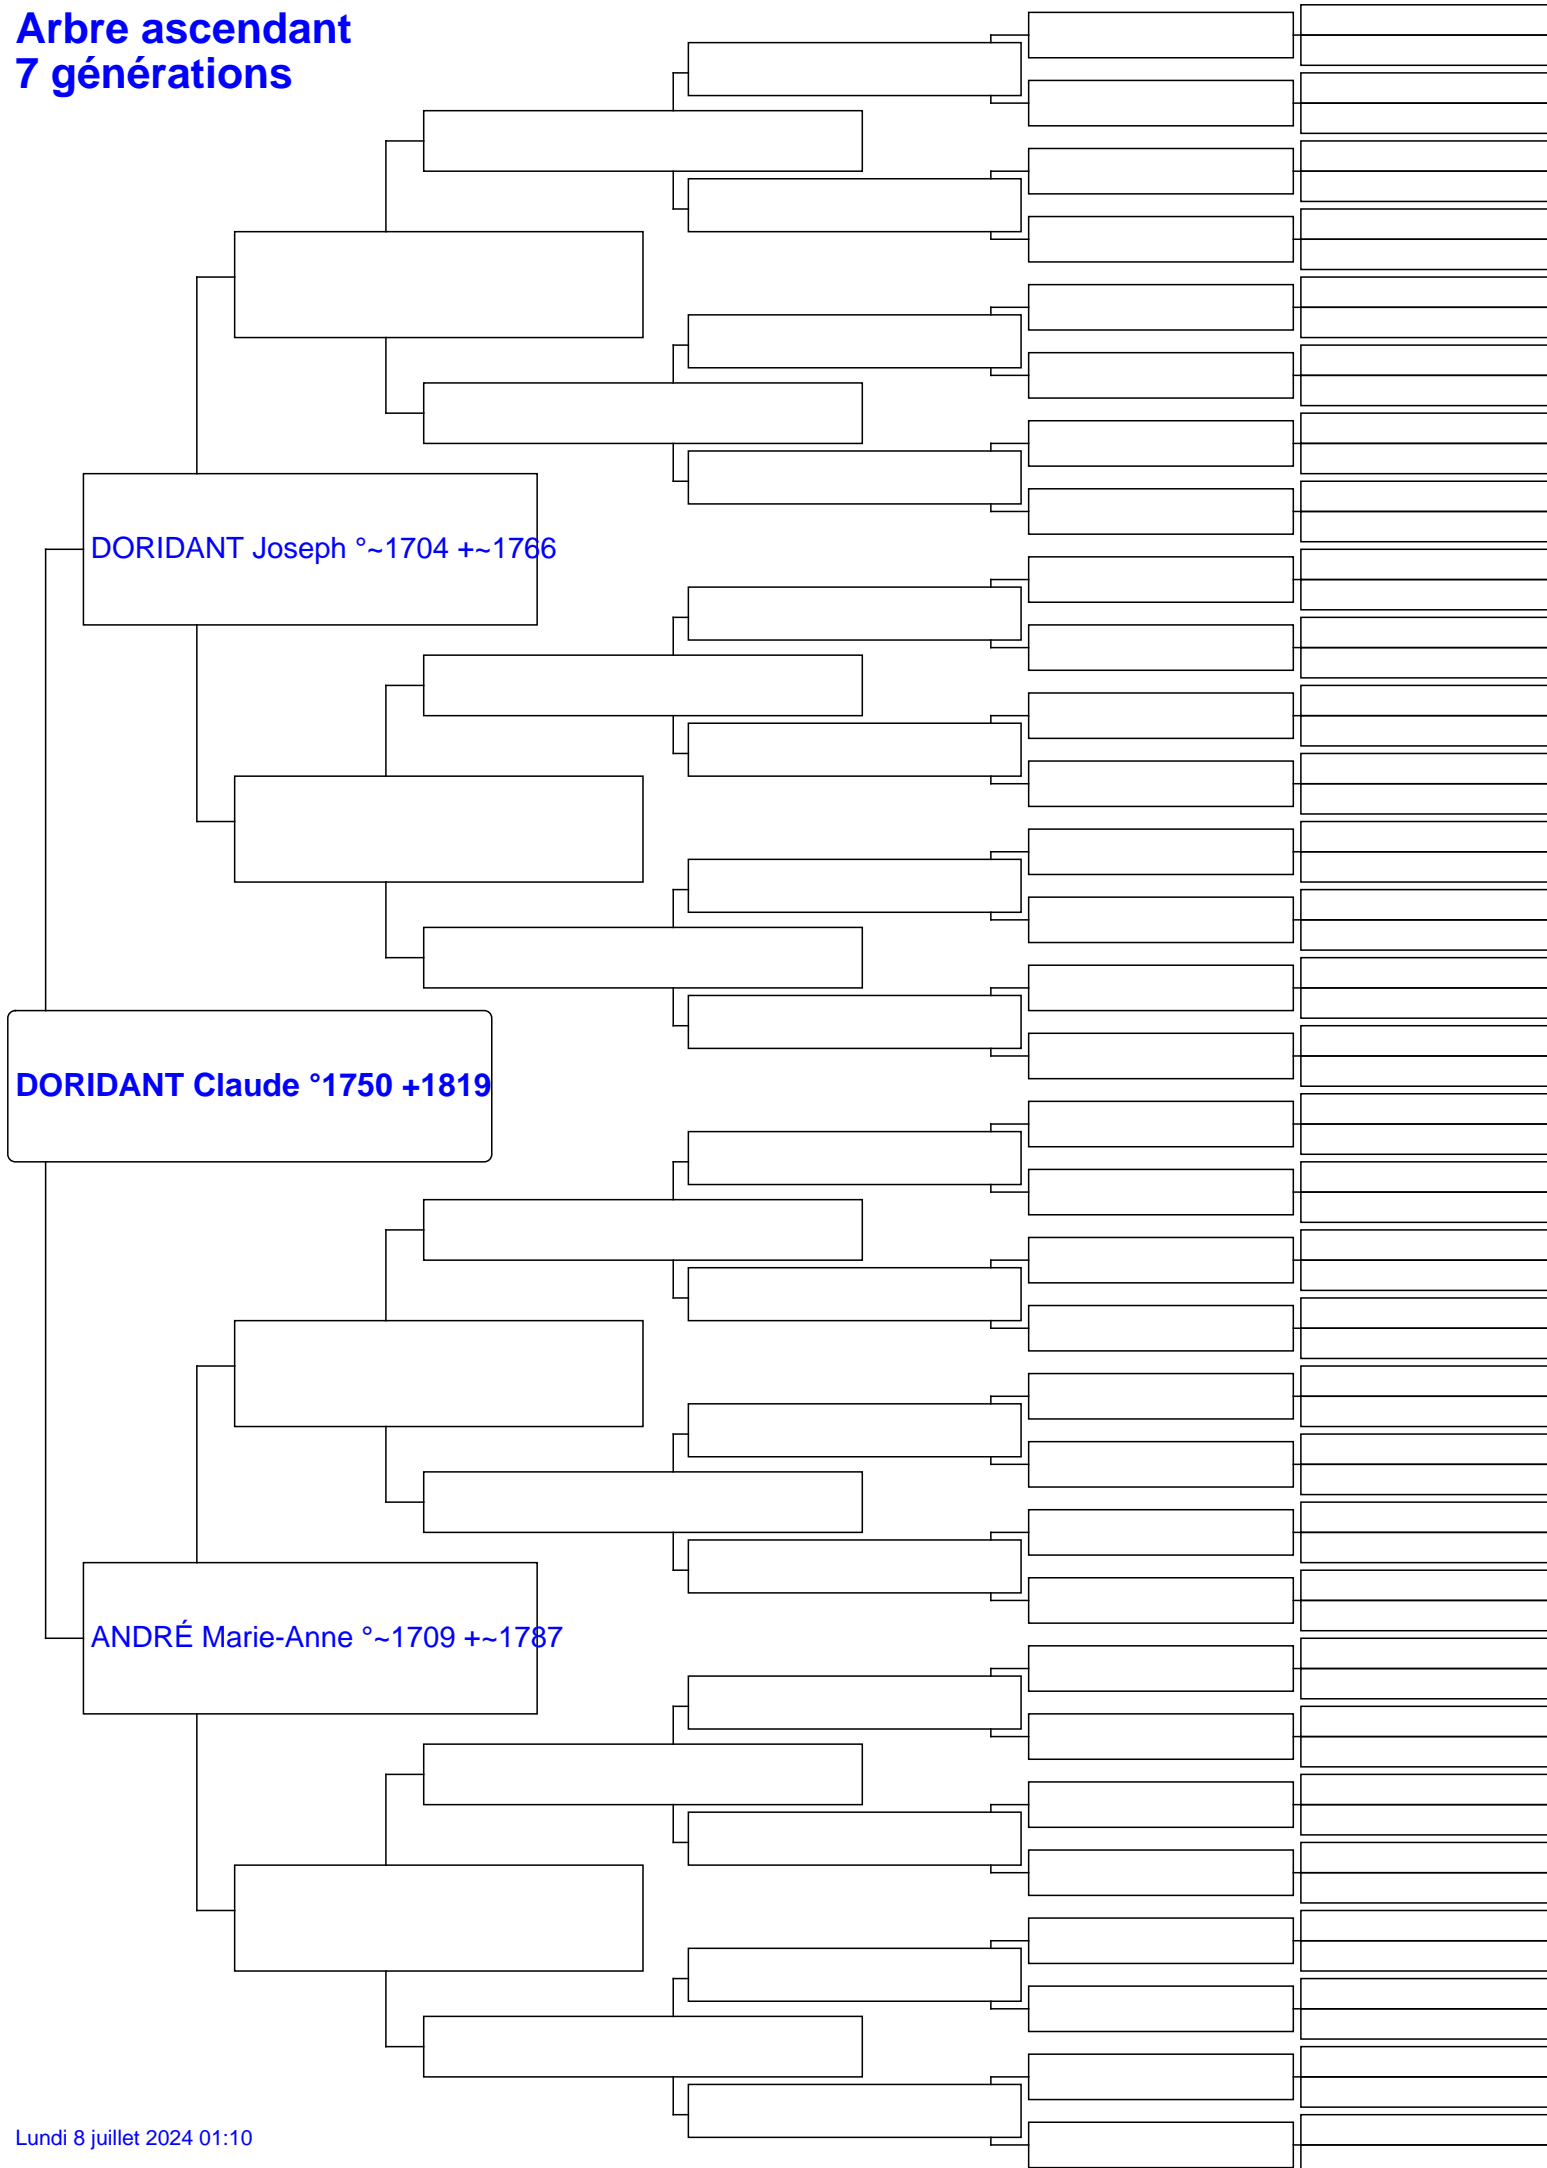 Arbre ascendant
7 générations
DORIDANT Joseph °~1704 +~1766
DORIDANT Claude °1750 +1819
ANDRÉ Marie-Anne °~1709 +~1787
Lundi 8 juillet 2024 01:10